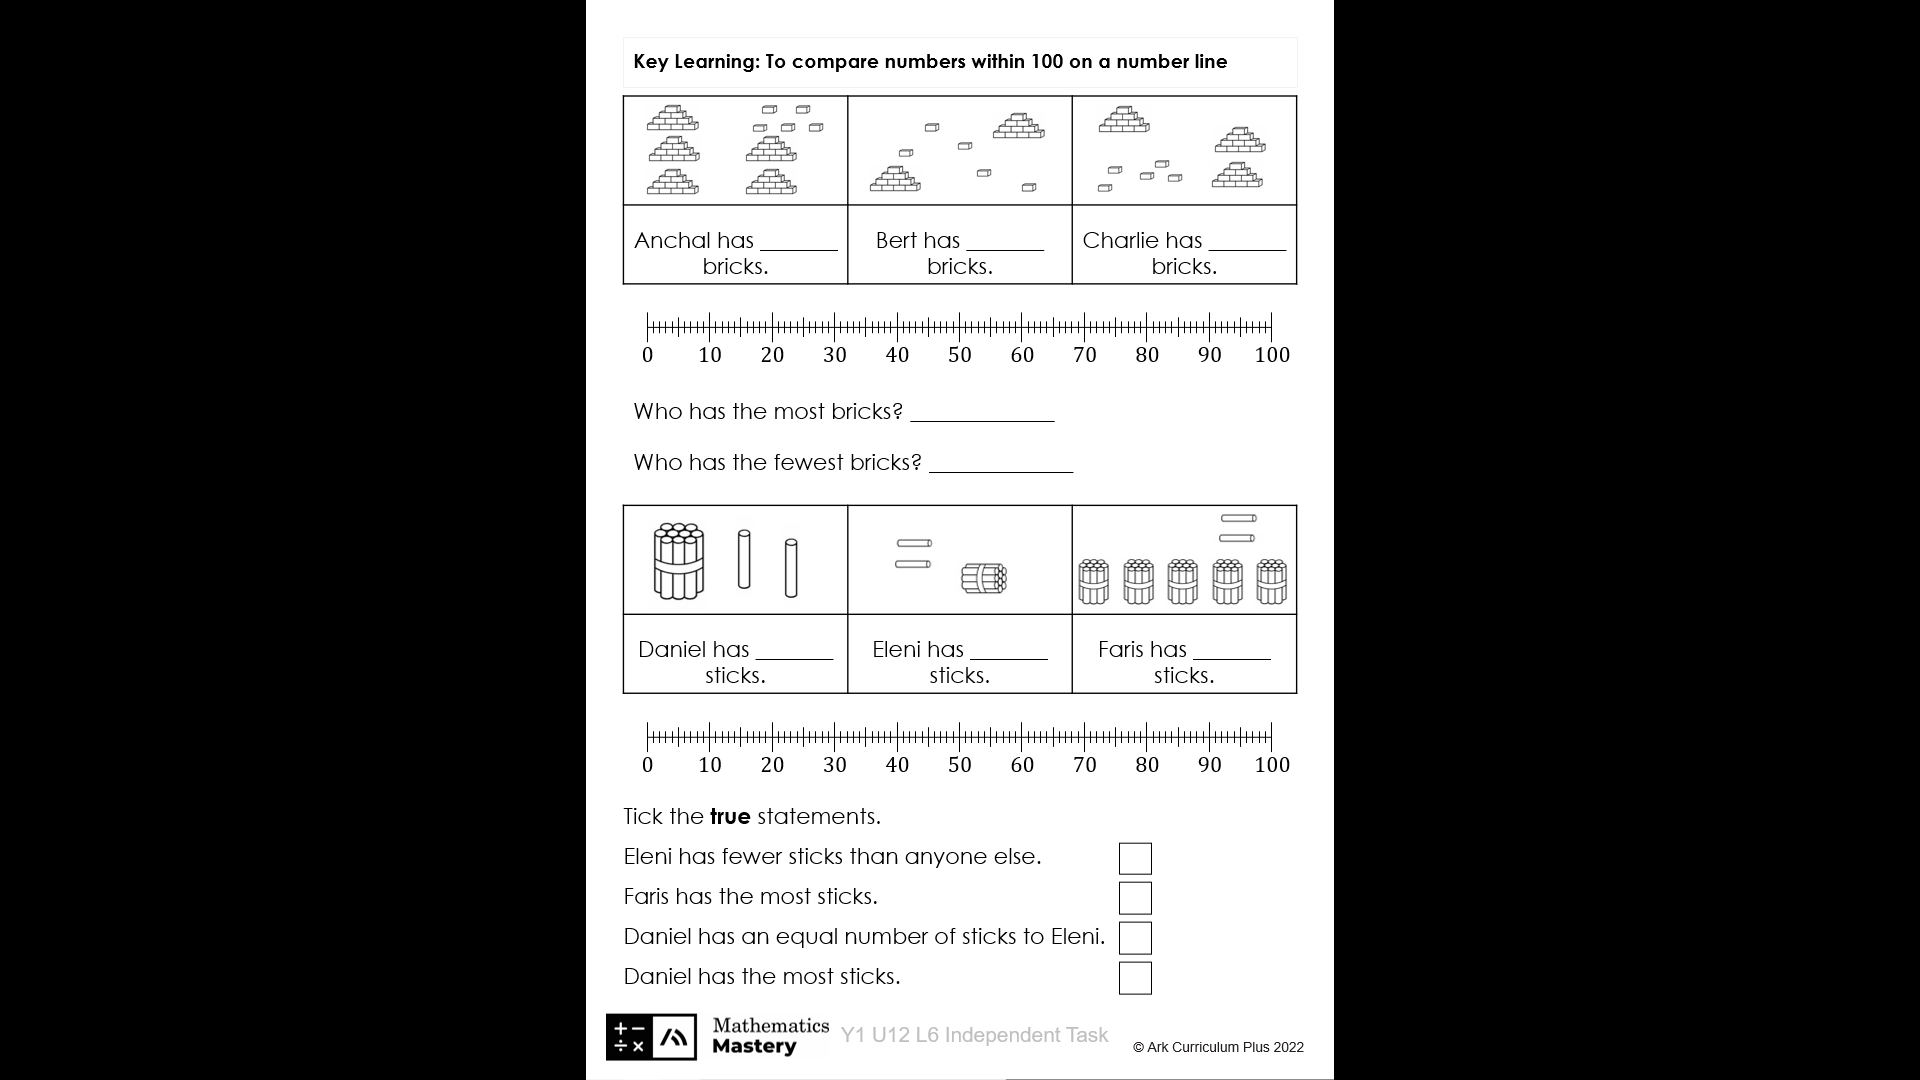 Key Learning: To compare numbers within 100 on a number line
Anchal has _______
bricks.
Bert has _______
bricks.
Charlie has _______
bricks.
0 10 20 30 40 50 60 70 80 90 100
Who has the most bricks? _____________
Who has the fewest bricks? _____________
Daniel has _______
sticks.
Eleni has _______
sticks.
Faris has _______
sticks.
0 10 20 30 40 50 60 70 80 90 100
Tick the true statements.
Eleni has fewer sticks than anyone else.
Faris has the most sticks.
Daniel has an equal number of sticks to Eleni.
Daniel has the most sticks.
+ −
÷ ×
Mathematics
Mastery
Y1 U12 L6 Independent Task
© Ark Curriculum Plus 2022